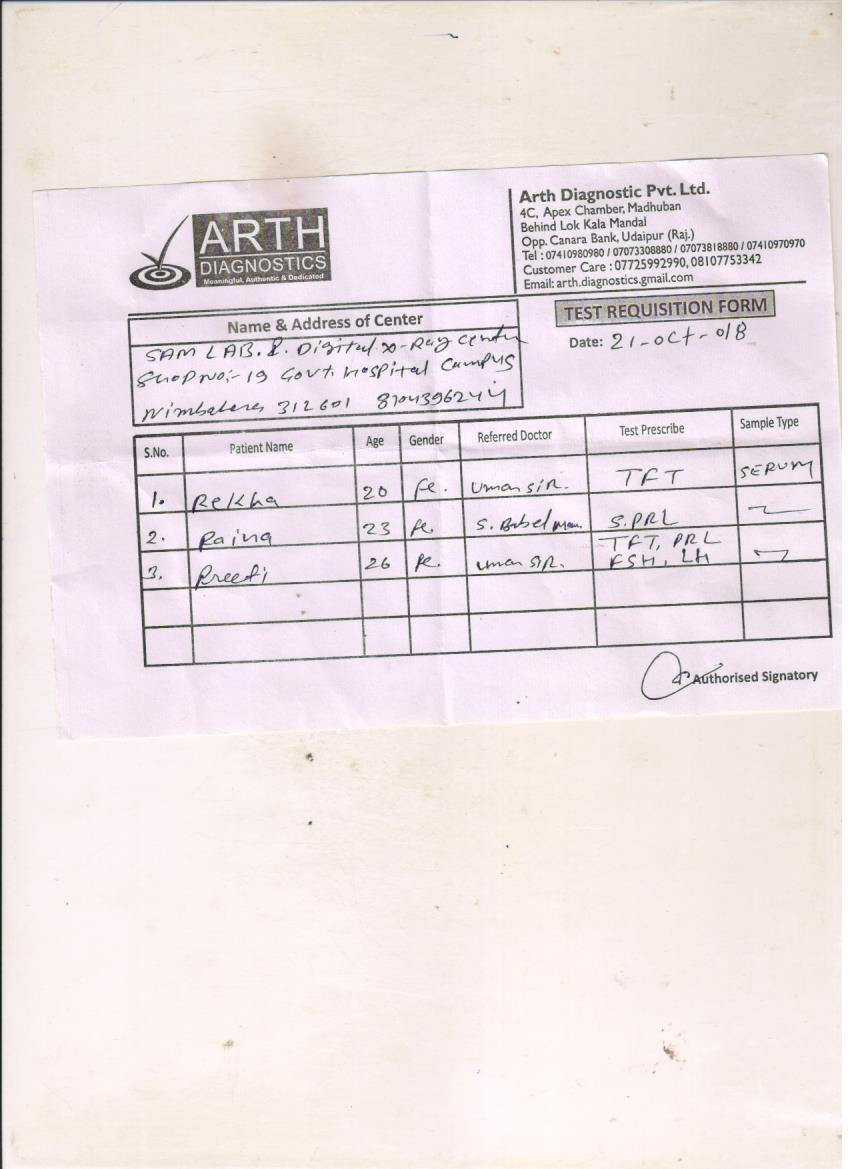 ARTH
DIAGNOSTICS
Meaningful, Authentic & Dedicated
Arth Diagnostic Pvt. Ltd.
4C, Apex Chamber, Madhuban
Behind Lok Kala Mandal
Opp. Canara Bank, Udaipur (Raj.)
Tel : 07410980980 / 07073308880 / 07073818880 / 07410970970
Customer Care : 07725992990, 08107753342
Email: arth.diagnostics.gmail.com
TEST REQUISITION FORM
Date: 21-oct-018
Name & Address of Center
SAM LAB. & Digital x-Ray Center
Shop No:- 19 Govt. Hospital Campus
312601
S.No. Patient Name Age Gender Referred Doctor Test Prescribe Sample Type
1. Rekha 20 fe. Uman SIR. TFT SERUM
2. Raina 23 fe. S. Babel S.PRL
3. Preeti 26 fe. Uman SIR. TFT, PRL
FSH, LH
Authorised Signatory